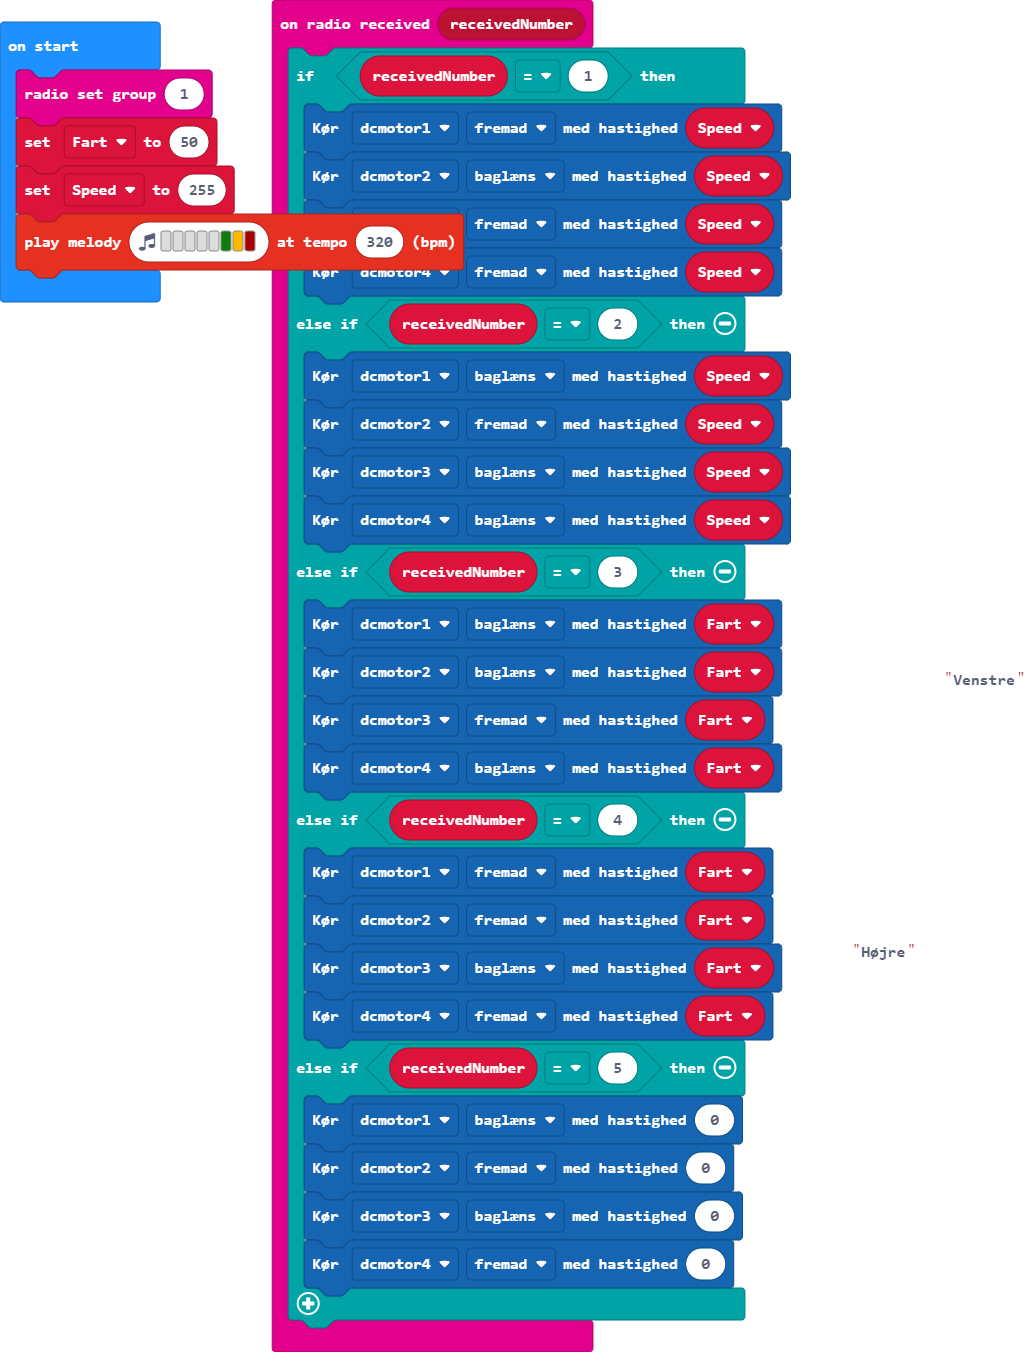 on start
radio set group 1
set Fart to 50
set Speed to 255
play melody at tempo 320 (bpm)
on radio received receivedNumber
if receivedNumber = 1 then
Kør dcmotor1 fremad med hastighed Speed
Kør dcmotor2 baglæns med hastighed Speed
fremad med hastighed Speed
Kør dcmotor4 fremad med hastighed Speed
else if receivedNumber = 2 then
Kør dcmotor1 baglæns med hastighed Speed
Kør dcmotor2 fremad med hastighed Speed
Kør dcmotor3 baglæns med hastighed Speed
Kør dcmotor4 baglæns med hastighed Speed
else if receivedNumber = 3 then
Kør dcmotor1 baglæns med hastighed Fart
Kør dcmotor2 baglæns med hastighed Fart
Kør dcmotor3 fremad med hastighed Fart
Kør dcmotor4 baglæns med hastighed Fart
"Venstre"
else if receivedNumber = 4 then
Kør dcmotor1 fremad med hastighed Fart
Kør dcmotor2 fremad med hastighed Fart
Kør dcmotor3 baglæns med hastighed Fart
Kør dcmotor4 fremad med hastighed Fart
"Højre"
else if receivedNumber = 5 then
Kør dcmotor1 baglæns med hastighed 0
Kør dcmotor2 fremad med hastighed 0
Kør dcmotor3 baglæns med hastighed 0
Kør dcmotor4 fremad med hastighed 0